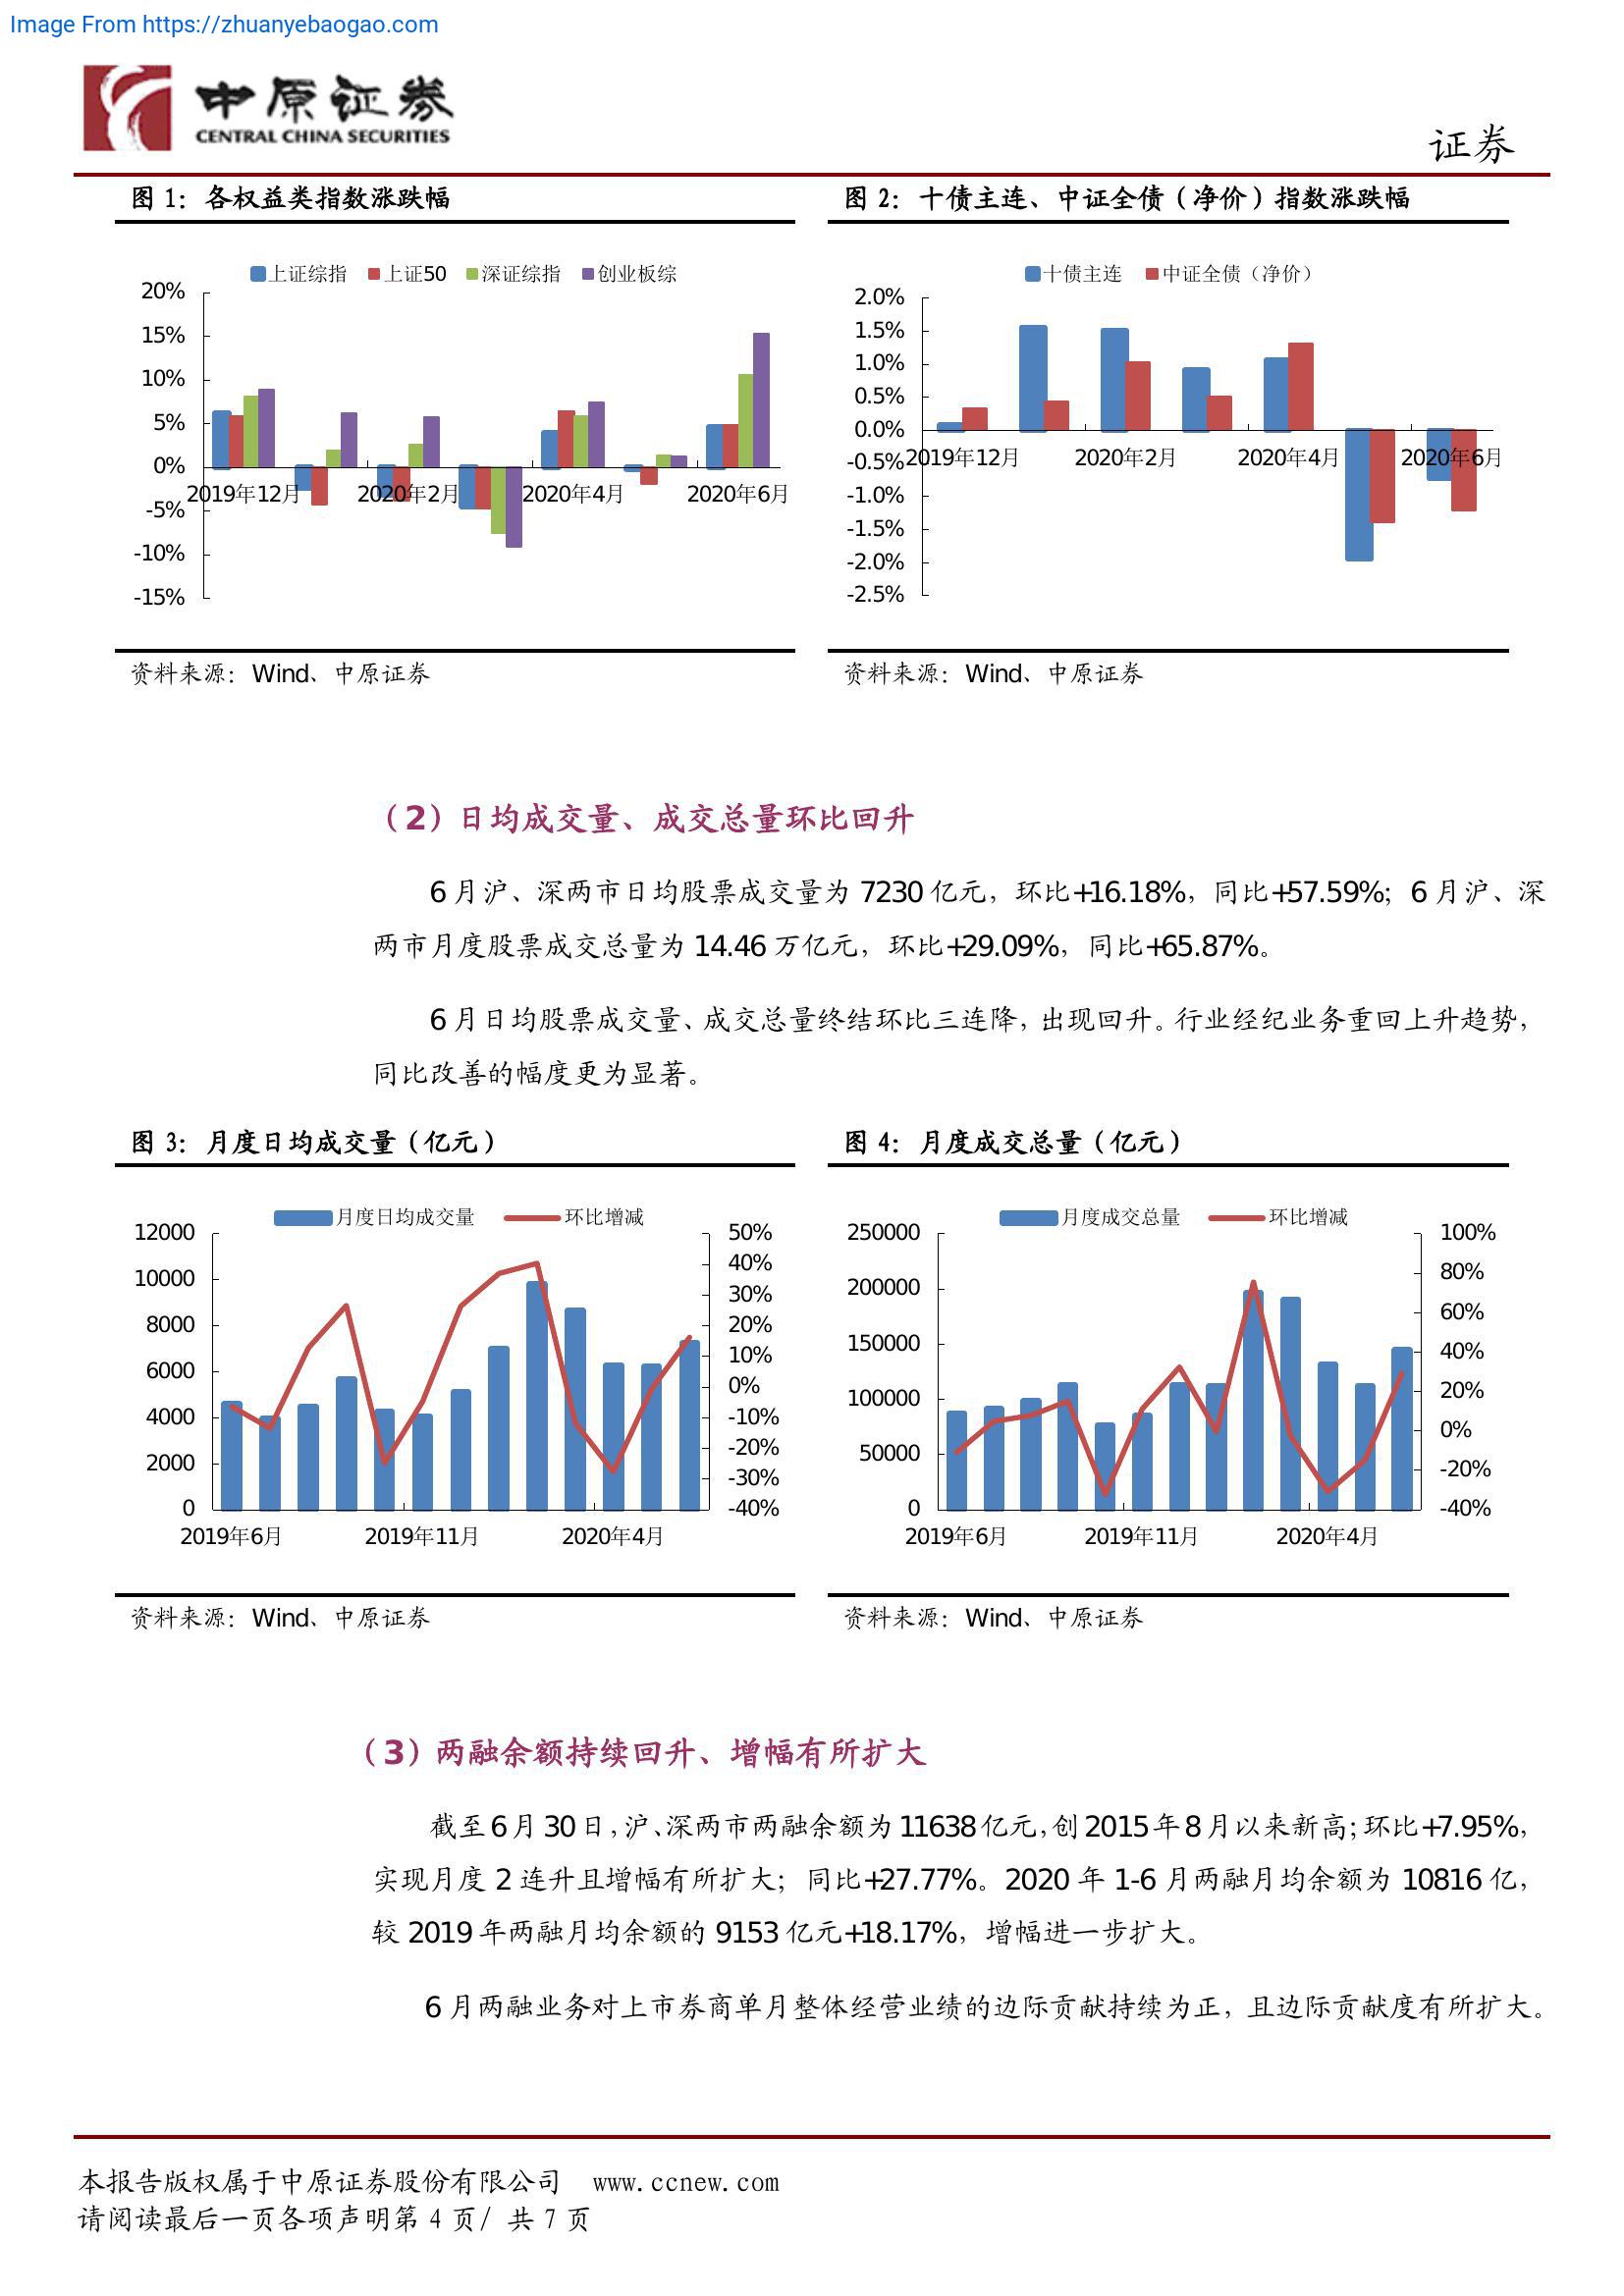 Image From https://zhuanyebaogao.com
中原证券
CENTRAL CHINA SECURITIES
证券
图 1：各权益类指数涨跌幅
上证综指 上证50 深证综指 创业板综
20%
15%
10%
5%
0%
-5%
-10%
-15%
2019年12月 2020年2月 2020年4月 2020年6月
资料来源：Wind、中原证券
图 2：十债主连、中证全债（净价）指数涨跌幅
十债主连 中证全债（净价）
2.0%
1.5%
1.0%
0.5%
0.0%
-0.5%
-1.0%
-1.5%
-2.0%
-2.5%
2019年12月 2020年2月 2020年4月 2020年6月
资料来源：Wind、中原证券
（2）日均成交量、成交总量环比回升
6 月沪、深两市日均股票成交量为 7230 亿元，环比+16.18%，同比+57.59%；6 月沪、深
两市月度股票成交总量为 14.46 万亿元，环比+29.09%，同比+65.87%。
6 月日均股票成交量、成交总量终结环比三连降，出现回升。行业经纪业务重回上升趋势，
同比改善的幅度更为显著。
图 3：月度日均成交量（亿元）
月度日均成交量 环比增减
12000
10000
8000
6000
4000
2000
0
50%
40%
30%
20%
10%
0%
-10%
-20%
-30%
-40%
2019年6月 2019年11月 2020年4月
资料来源：Wind、中原证券
图 4：月度成交总量（亿元）
月度成交总量 环比增减
250000
200000
150000
100000
50000
0
100%
80%
60%
40%
20%
0%
-20%
-40%
2019年6月 2019年11月 2020年4月
资料来源：Wind、中原证券
（3）两融余额持续回升、增幅有所扩大
截至 6 月 30 日，沪、深两市两融余额为 11638 亿元，创 2015 年 8 月以来新高；环比+7.95%，
实现月度 2 连升且增幅有所扩大；同比+27.77%。2020 年 1-6 月两融月均余额为 10816 亿，
较 2019 年两融月均余额的 9153 亿元+18.17%，增幅进一步扩大。
6 月两融业务对上市券商单月整体经营业绩的边际贡献持续为正，且边际贡献度有所扩大。
本报告版权属于中原证券股份有限公司 www.ccnew.com
请阅读最后一页各项声明第 4 页/ 共 7 页